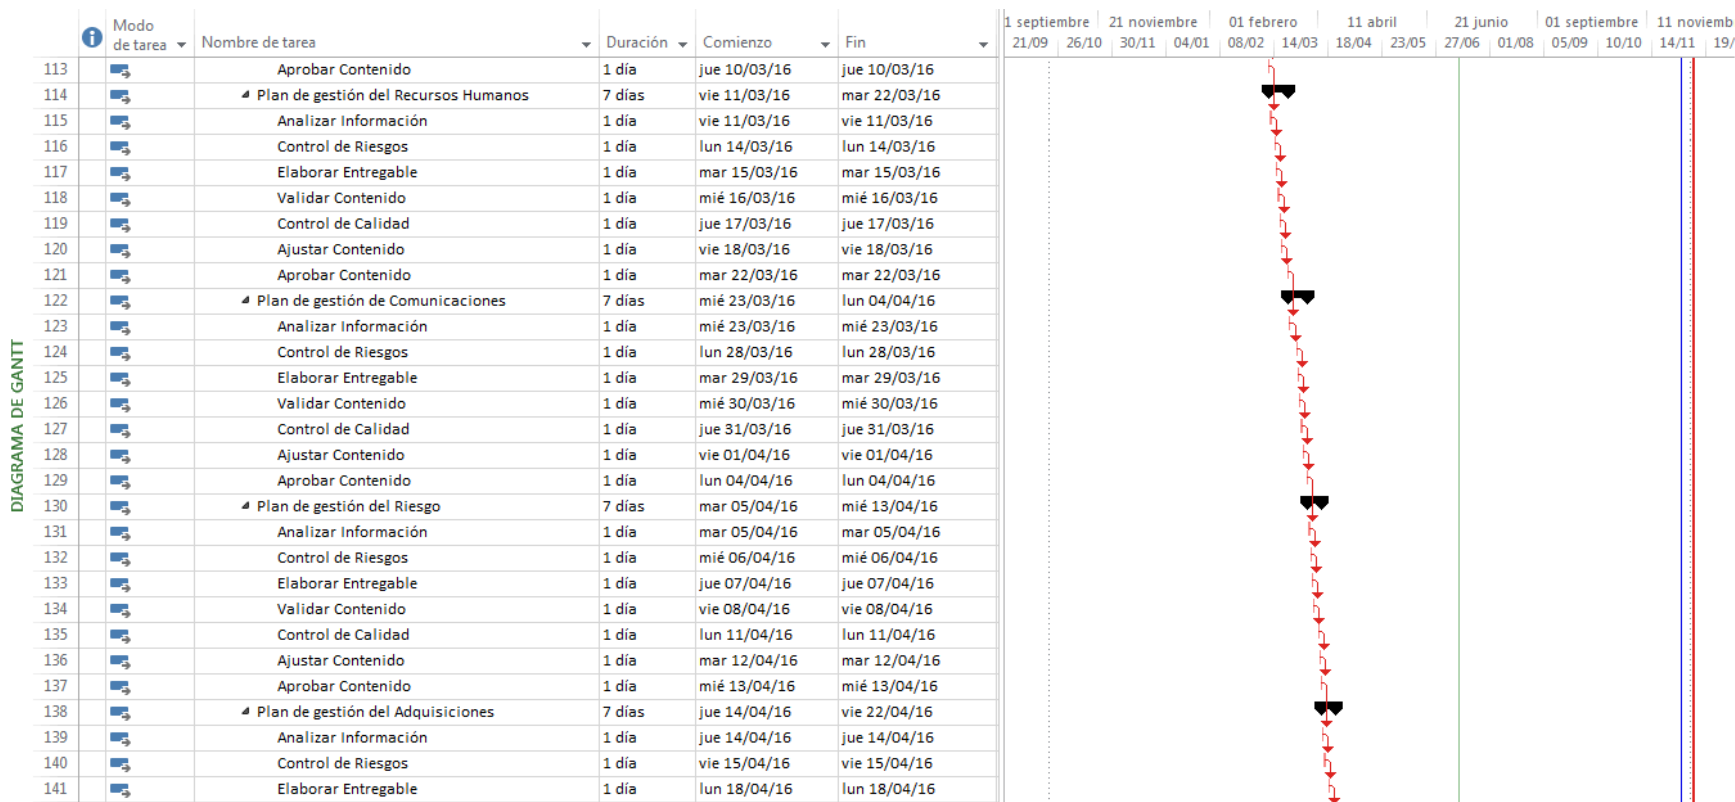 1 septiembre 21 noviembre 01 febrero 11 abril 21 junio 01 septiembre 11 noviemb
Modo de tarea Nombre de tarea Duración Comienzo Fin 21/09 26/10 30/11 04/01 08/02 14/03 18/04 23/05 27/06 01/08 05/09 10/10 14/11 19/
113 Aprobar Contenido 1 día jue 10/03/16 jue 10/03/16
114 Plan de gestión del Recursos Humanos 7 días vie 11/03/16 mar 22/03/16
115 Analizar Información 1 día vie 11/03/16 vie 11/03/16
116 Control de Riesgos 1 día lun 14/03/16 lun 14/03/16
117 Elaborar Entregable 1 día mar 15/03/16 mar 15/03/16
118 Validar Contenido 1 día mié 16/03/16 mié 16/03/16
119 Control de Calidad 1 día jue 17/03/16 jue 17/03/16
120 Ajustar Contenido 1 día vie 18/03/16 vie 18/03/16
121 Aprobar Contenido 1 día mar 22/03/16 mar 22/03/16
122 Plan de gestión de Comunicaciones 7 días mié 23/03/16 lun 04/04/16
123 Analizar Información 1 día mié 23/03/16 mié 23/03/16
124 Control de Riesgos 1 día lun 28/03/16 lun 28/03/16
125 Elaborar Entregable 1 día mar 29/03/16 mar 29/03/16
126 Validar Contenido 1 día mié 30/03/16 mié 30/03/16
127 Control de Calidad 1 día jue 31/03/16 jue 31/03/16
128 Ajustar Contenido 1 día vie 01/04/16 vie 01/04/16
129 Aprobar Contenido 1 día lun 04/04/16 lun 04/04/16
130 Plan de gestión del Riesgo 7 días mar 05/04/16 mié 13/04/16
131 Analizar Información 1 día mar 05/04/16 mar 05/04/16
132 Control de Riesgos 1 día mié 06/04/16 mié 06/04/16
133 Elaborar Entregable 1 día jue 07/04/16 jue 07/04/16
134 Validar Contenido 1 día vie 08/04/16 vie 08/04/16
135 Control de Calidad 1 día lun 11/04/16 lun 11/04/16
136 Ajustar Contenido 1 día mar 12/04/16 mar 12/04/16
137 Aprobar Contenido 1 día mié 13/04/16 mié 13/04/16
138 Plan de gestión del Adquisiciones 7 días jue 14/04/16 vie 22/04/16
139 Analizar Información 1 día jue 14/04/16 jue 14/04/16
140 Control de Riesgos 1 día vie 15/04/16 vie 15/04/16
141 Elaborar Entregable 1 día lun 18/04/16 lun 18/04/16
DIAGRAMA DE GANTT